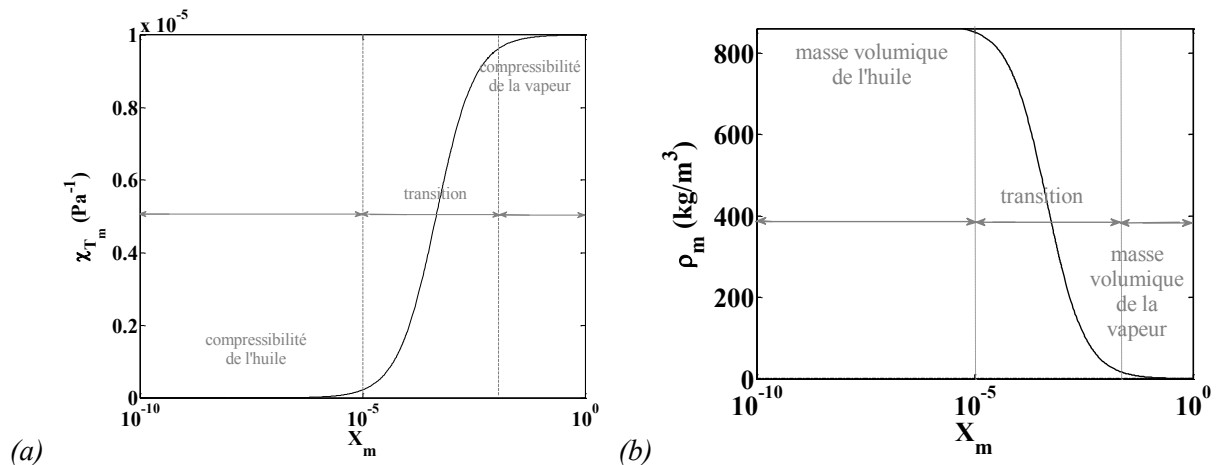 1 x 10^-5
0.8
0.6
0.4
0.2
0
χ_T_m (Pa^-1)
compressibilité
de la vapeur
transition
compressibilité
de l'huile
10^-10
10^-5
10^0
X_m
(a)
800
600
400
200
0
ρ_m (kg/m^3)
masse volumique
de l'huile
transition
masse
volumique
de la
vapeur
10^-10
10^-5
10^0
X_m
(b)